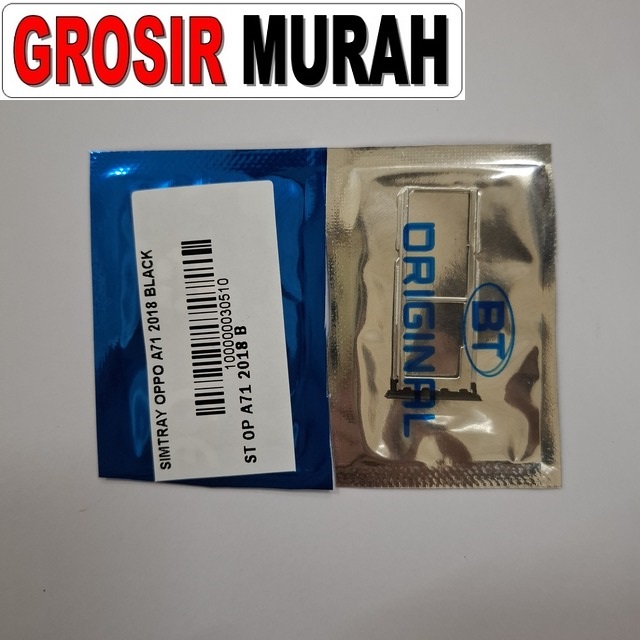 GROSIR MURAH
SIMTRAY OPPO A71 2018 BLACK
100000030510
ST OP A71 2018 B
BT
ORIGINAL